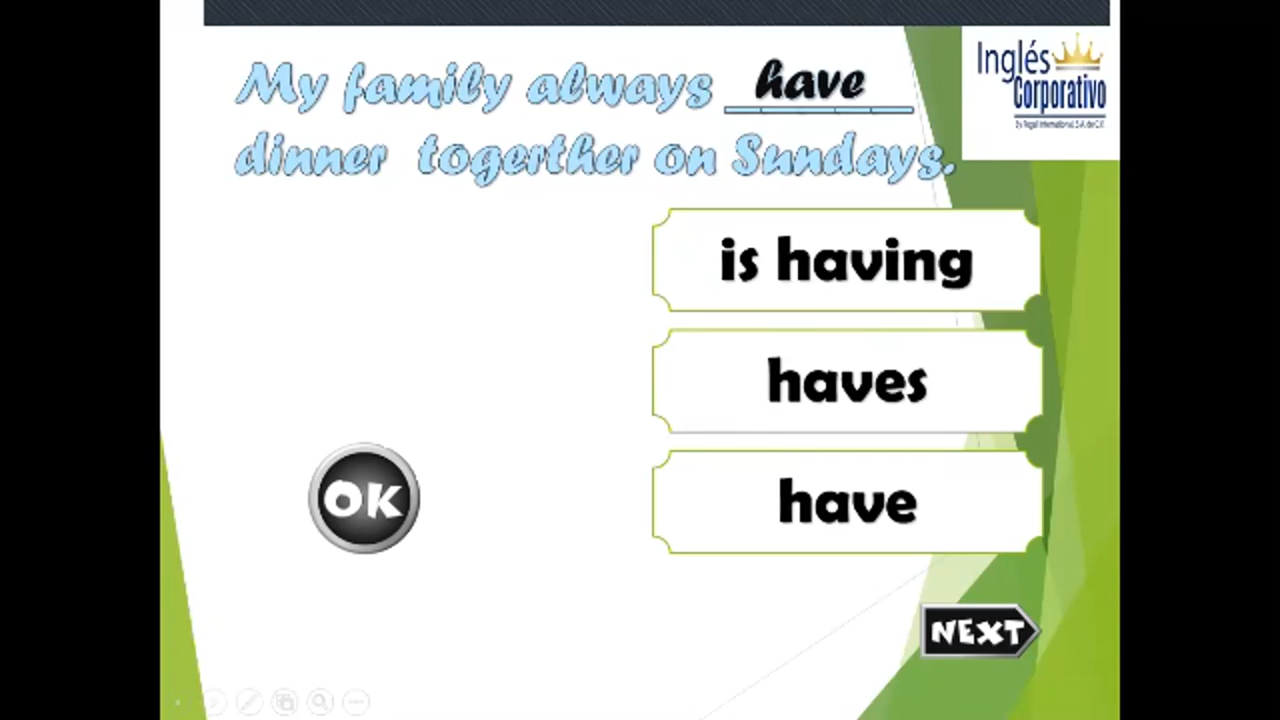 My family always have
dinner togerther on Sundays.
Inglés
Corporativo
is having
haves
have
OK
NEXT